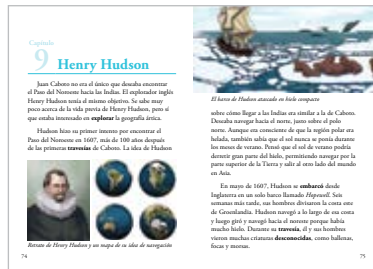 Capítulo
9 Henry Hudson
Juan Caboto no era el único que deseaba encontrar
el Paso del Noroeste hacia las Indias. El explorador inglés
Henry Hudson tenía el mismo objetivo. Se sabe muy
poco acerca de la vida previa de Henry Hudson, pero sí
que estaba interesado en explorar la geografía ártica.
Hudson hizo su primer intento por encontrar el
Paso del Noroeste en 1607, más de 100 años después
de las primeras travesías de Caboto. La idea de Hudson
Retrato de Henry Hudson y un mapa de su idea de navegación
74
El barco de Hudson atascado en hielo compacto
sobre cómo llegar a las Indias era similar a la de Caboto.
Deseaba navegar hacia el norte, justo sobre el polo
norte. Aunque era consciente de que la región polar era
helada, también sabía que el sol nunca se ponía durante
los meses de verano. Pensó que el sol de verano podría
derretir gran parte del hielo, permitiendo navegar por la
parte superior de la Tierra y salir al otro lado del mundo
en Asia.
En mayo de 1607, Hudson se embarcó desde
Inglaterra en un solo barco llamado Hopewell. Seis
semanas más tarde, sus hombres divisaron la costa este
de Groenlandia. Hudson navegó a lo largo de esa costa
y luego giró y navegó hacia el noreste porque había
mucho hielo. Durante su travesía, él y sus hombres
vieron muchas criaturas desconocidas, como ballenas,
focas y morsas.
75